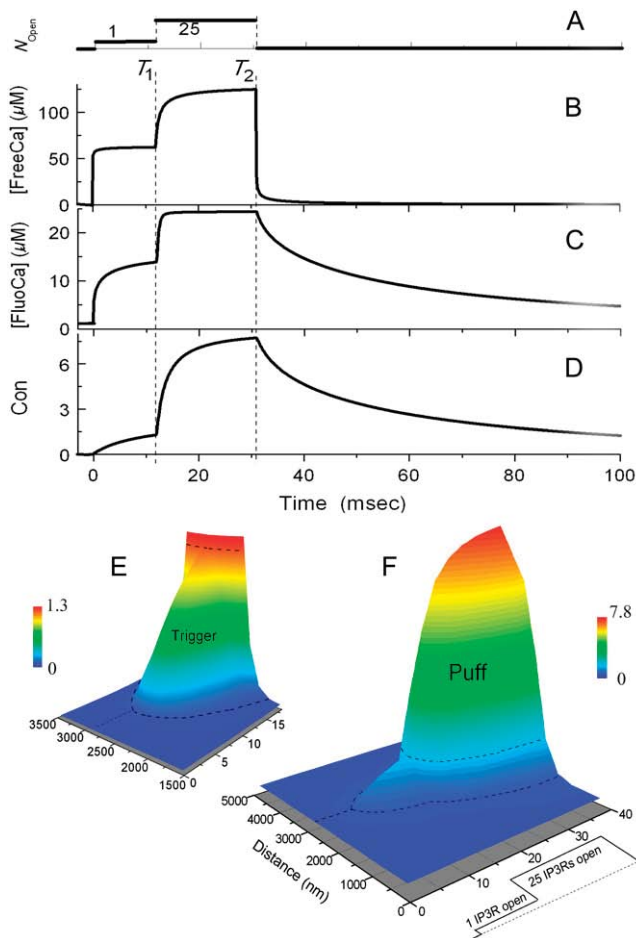 A
N_Open
1
25
T1
T2
B
[FreeCa] (µM)
100
50
0
C
[FluoCa] (µM)
20
10
0
D
Con
6
3
0
0 20 40 60 80 100
Time (msec)
E
1.3
0
Trigger
3500 3000 2500 2000 1500
0 5 10 15
F
7.8
0
Puff
5000 4000 3000 2000 1000 0
Distance (nm)
0 10 20 30 40
1 IP3R open
25 IP3Rs open